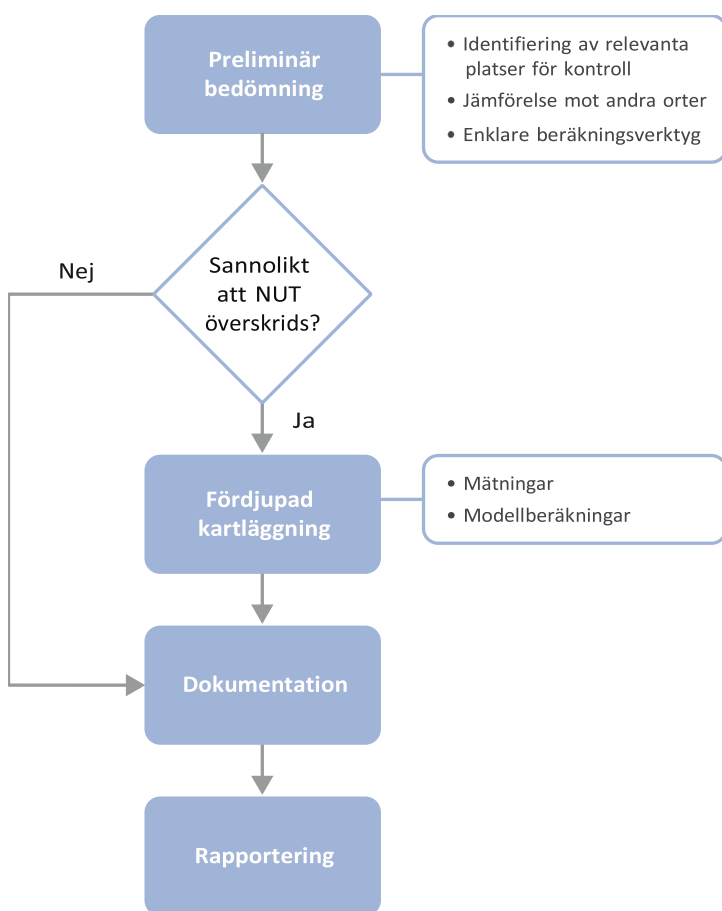 Preliminär
bedömning
• Identifiering av relevanta
platser för kontroll
• Jämförelse mot andra orter
• Enklare beräkningsverktyg
Nej
Sannolikt
att NUT
överskrids?
Ja
Fördjupad
kartläggning
• Mätningar
• Modellberäkningar
Dokumentation
Rapportering